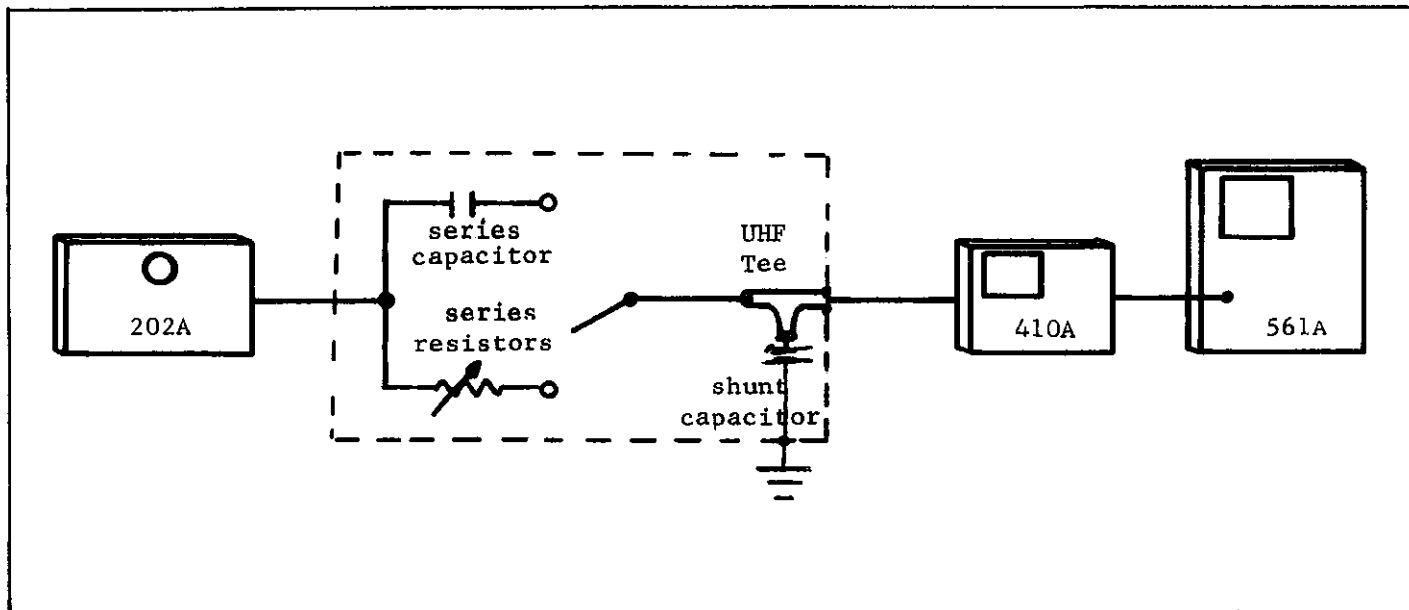 series
capacitor
UHF
Tee
202A
series
resistors
410A
561A
shunt
capacitor